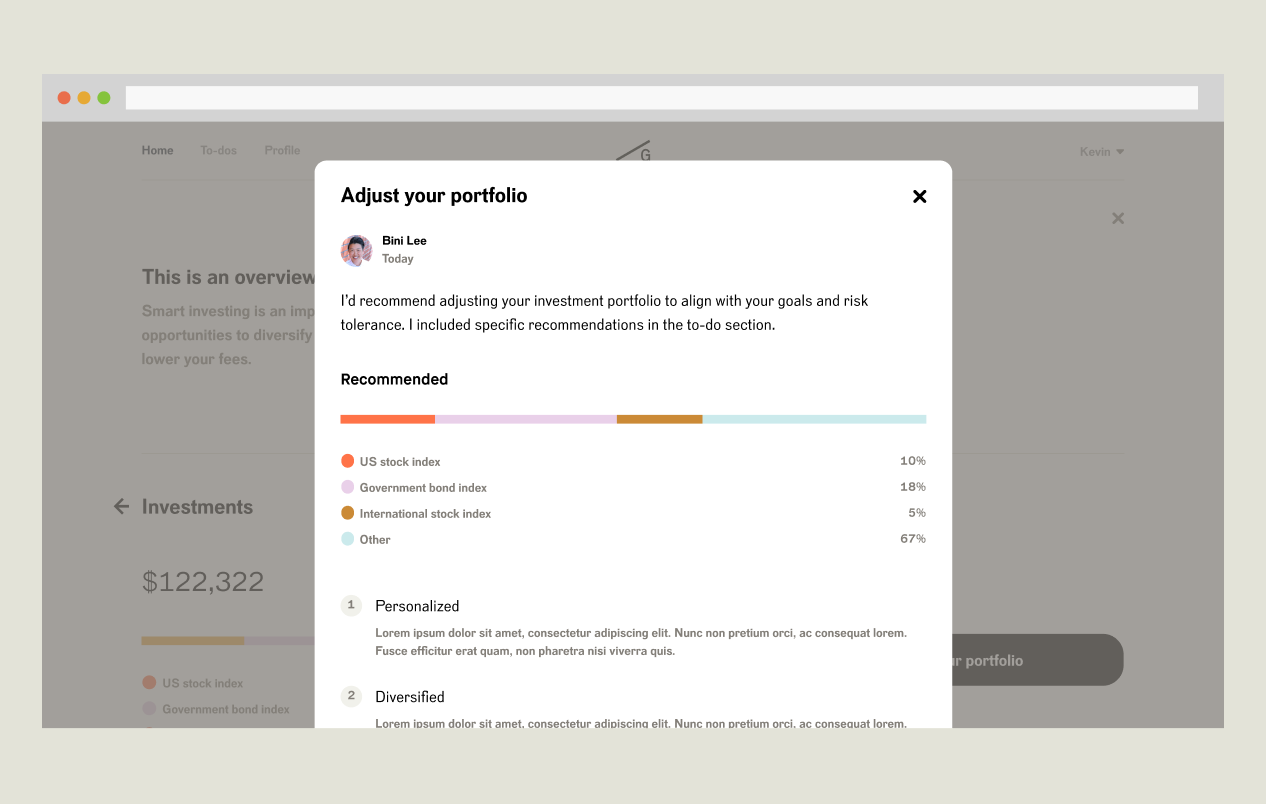 Home To-dos Profile
G
Kevin
Adjust your portfolio
Bini Lee
Today
I'd recommend adjusting your investment portfolio to align with your goals and risk
tolerance. I included specific recommendations in the to-do section.
Recommended
US stock index 10%
Government bond index 18%
International stock index 5%
Other 67%
1 Personalized
Lorem ipsum dolor sit amet, consectetur adipiscing elit. Nunc non pretium orci, ac consequat lorem.
Fusce efficitur erat quam, non pharetra nisi viverra quis.
2 Diversified
Lorem ipsum dolor sit amet, consectetur adipiscing elit. Nunc non pretium orci, ac consequat lorem.
This is an overview
Smart investing is an imp
opportunities to diversify
lower your fees.
Investments
$122,322
US stock index
Government bond index
r portfolio